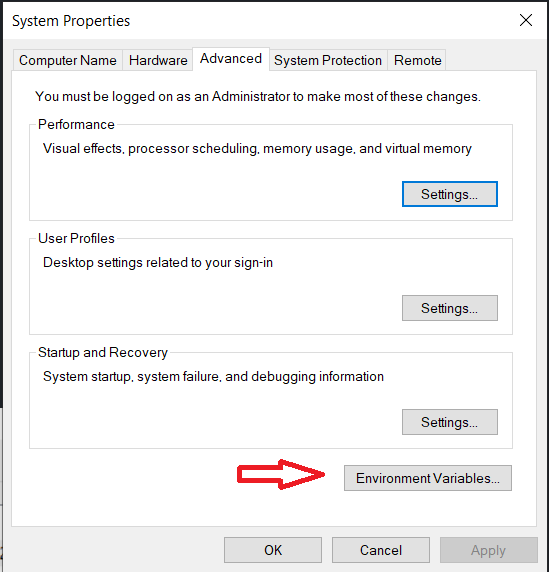 System Properties
Computer Name
Hardware
Advanced
System Protection
Remote
You must be logged on as an Administrator to make most of these changes.
Performance
Visual effects, processor scheduling, memory usage, and virtual memory
Settings...
User Profiles
Desktop settings related to your sign-in
Settings...
Startup and Recovery
System startup, system failure, and debugging information
Settings...
Environment Variables...
OK
Cancel
Apply